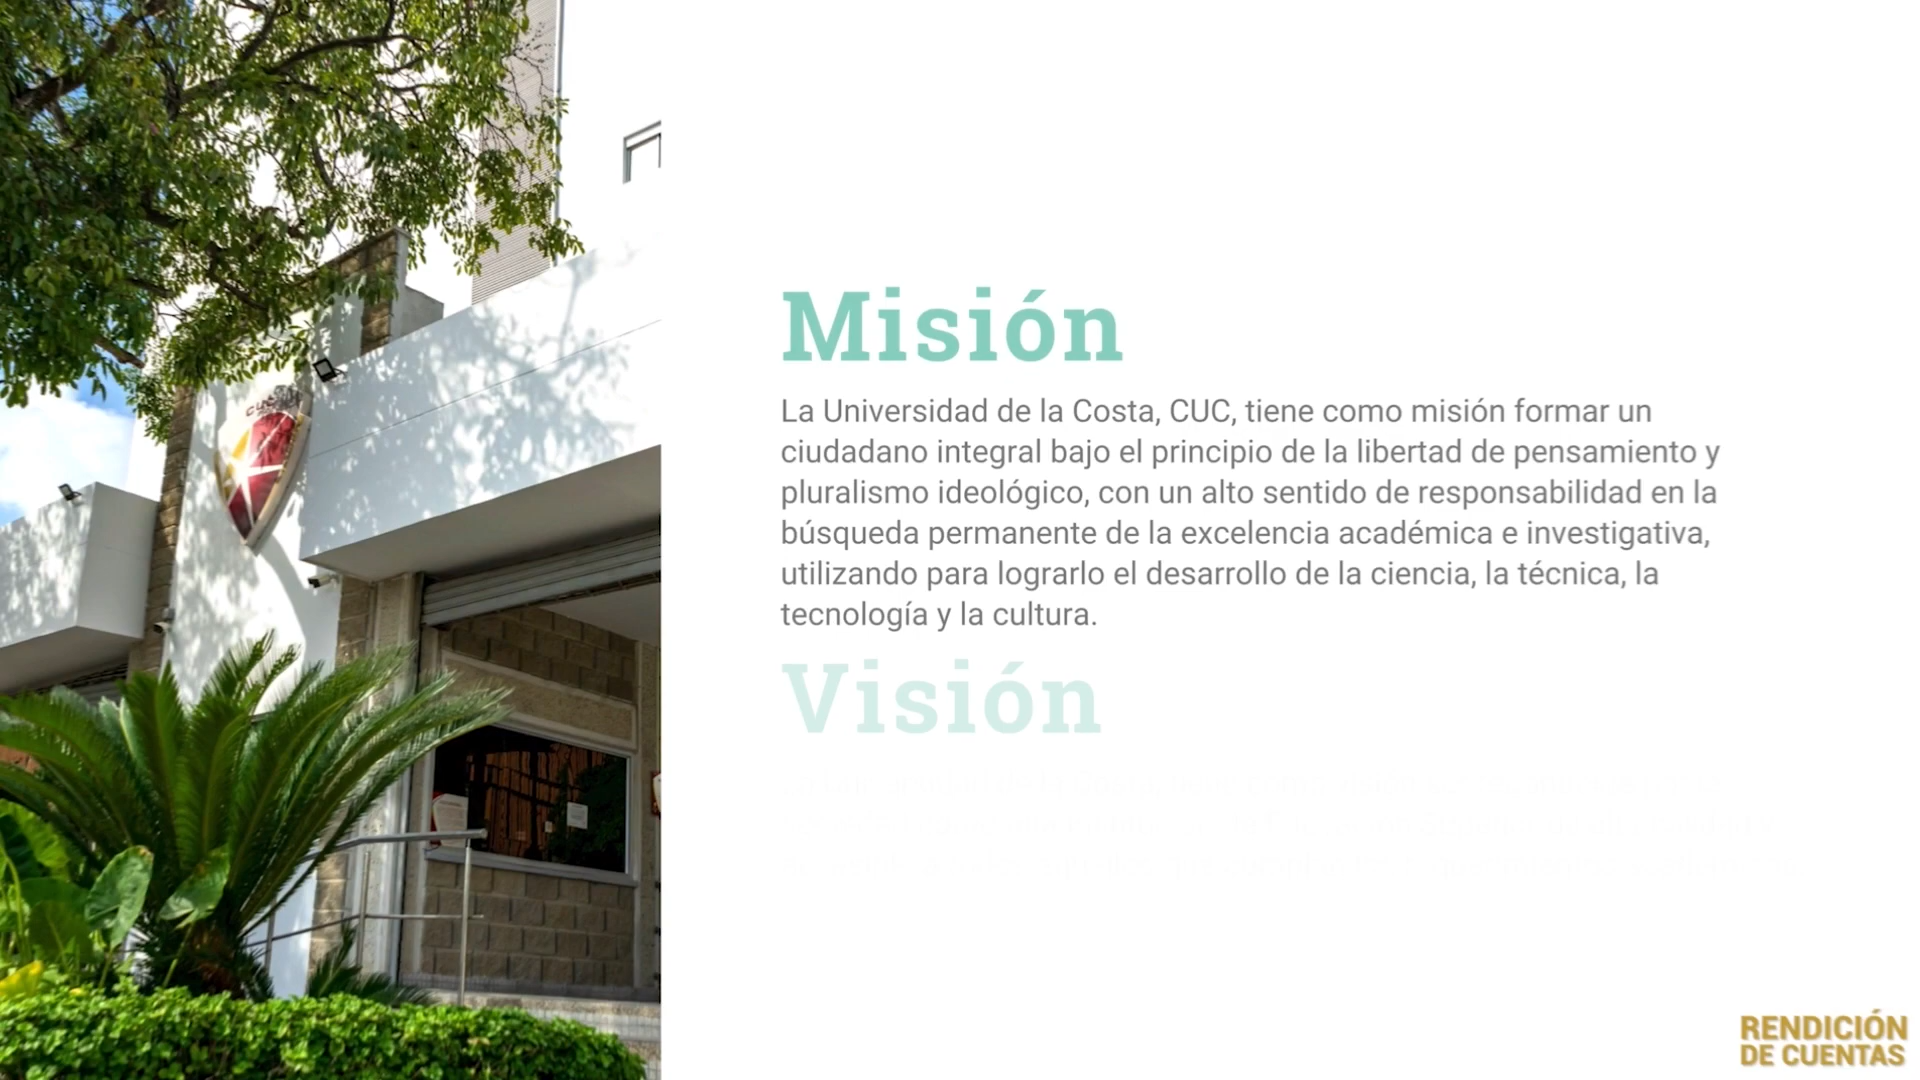 CUC
Misión
La Universidad de la Costa, CUC, tiene como misión formar un
ciudadano integral bajo el principio de la libertad de pensamiento y
pluralismo ideológico, con un alto sentido de responsabilidad en la
búsqueda permanente de la excelencia académica e investigativa,
utilizando para lograrlo el desarrollo de la ciencia, la técnica, la
tecnología y la cultura.
Visión
RENDICIÓN
DE CUENTAS